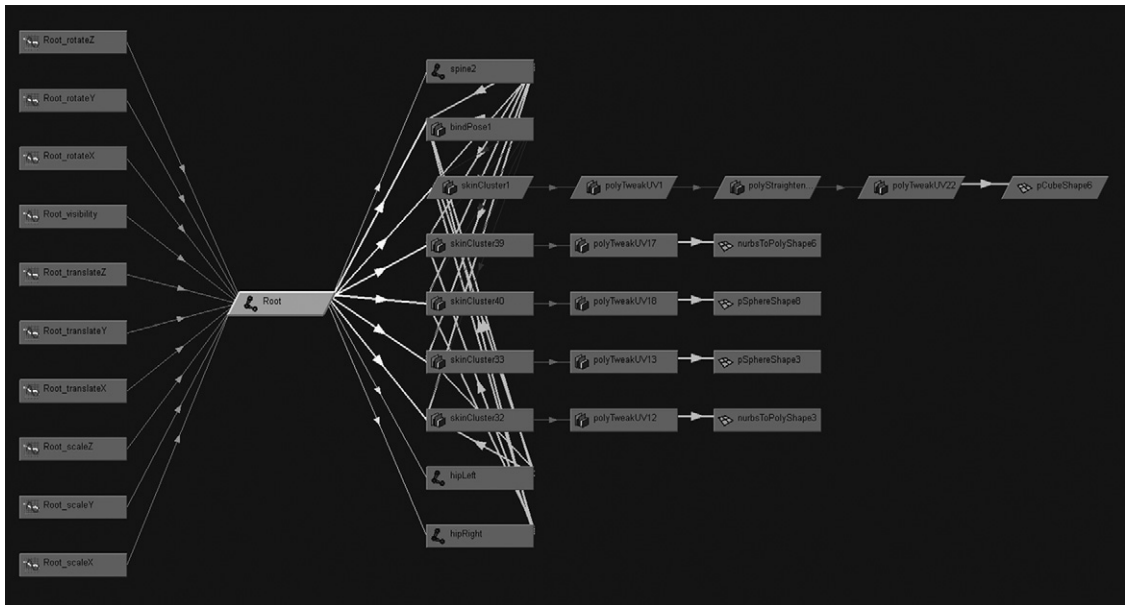 Root_rotateZ
Root_rotateY
Root_rotateX
Root_visibility
Root_translateZ
Root_translateY
Root_translateX
Root_scaleZ
Root_scaleY
Root_scaleX
Root
spine2
bindPose1
skinCluster1
polyTweakUV1
polyStraighten...
polyTweakUV22
pCubeShape6
skinCluster39
polyTweakUV17
nurbsToPolyShape6
skinCluster40
polyTweakUV18
pSphereShape8
skinCluster33
polyTweakUV13
pSphereShape3
skinCluster32
polyTweakUV12
nurbsToPolyShape3
hipLeft
hipRight